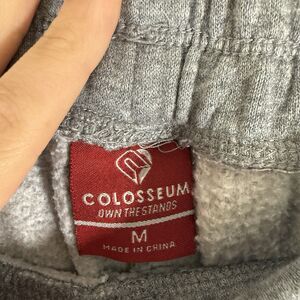 COLOSSEUM
OWN THE STANDS
M
MADE IN CHINA